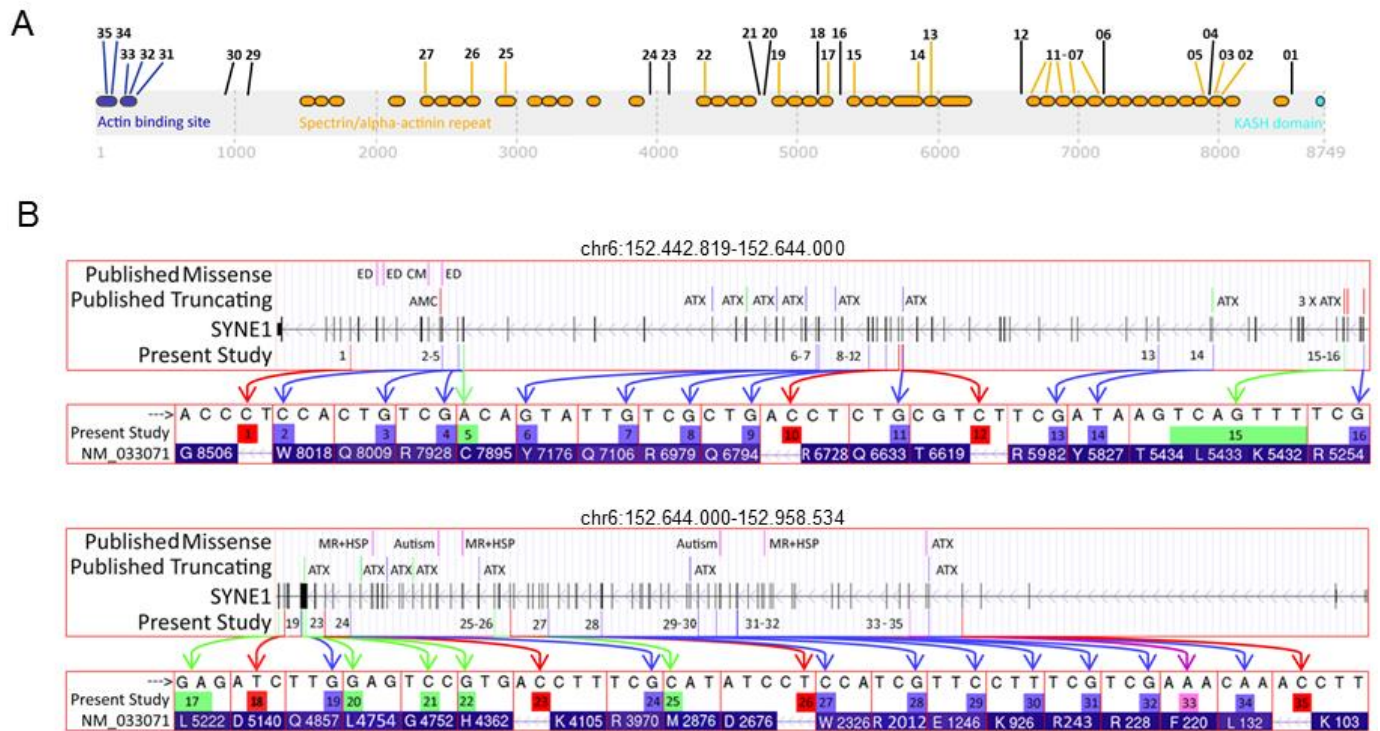 A
35 34 33 32 31 30 29 27 26 25 24 23 22 21 20 19 18 17 16 15 14 13 12 11-07 06 05 04 03 02 01
Actin binding site
Spectrin/alpha-actinin repeat
KASH domain
1 1000 2000 3000 4000 5000 6000 7000 8000 8749
B
chr6:152.442.819-152.644.000
Published Missense ED ED CM ED
Published Truncating AMC ATX ATX ATX ATX ATX ATX ATX 3 X ATX
SYNE1
Present Study 1 2-5 6-7 8-12 13 14 15-16
---> A C C C T C C A C T G T C G A C A G T A T T G T C G C T G A C C T C T G C G T C T T C G A T A A G T C A G T T T T C G
Present Study 1 2 3 4 5 6 7 8 9 10 11 12 13 14 15 16
NM_033071 G 8506 W 8018 Q 8009 R 7928 C 7895 Y 7176 Q 7106 R 6979 Q 6794 R 6728 Q 6633 T 6619 R 5982 Y 5827 T 5434 L 5433 K 5432 R 5254
chr6:152.644.000-152.958.534
Published Missense MR+HSP Autism MR+HSP Autism MR+HSP ATX
Published Truncating ATX ATX ATX ATX ATX ATX ATX
SYNE1
Present Study 19 23 24 25-26 27 28 29-30 31-32 33-35
---> G A G A T C T T G G A G T C C G T G A C C T T T C G C A T A T C C T C C A T C G T T C C T T T C G T C G A A A C A A A C C T T
Present Study 17 18 19 20 21 22 23 24 25 26 27 28 29 30 31 32 33 34 35
NM_033071 L 5222 D 5140 Q 4857 L 4754 G 4752 H 4362 K 4105 R 3970 M 2876 D 2676 W 2326 R 2012 E 1246 K 926 R243 R 228 F 220 L 132 K 103